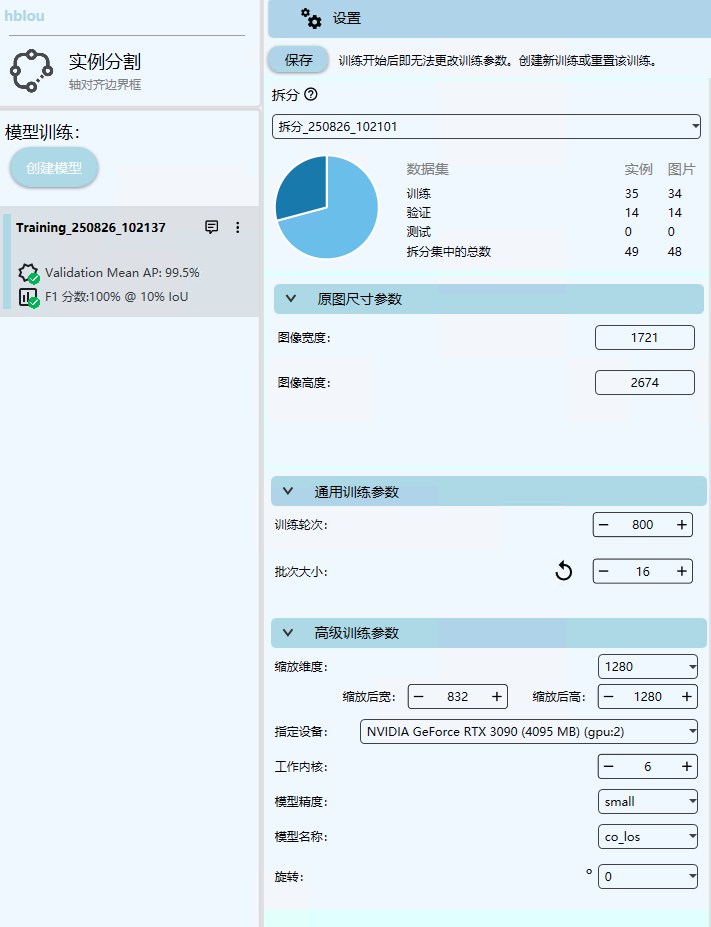 hblou
实例分割
轴对齐边界框
模型训练:
创建模型
Training_250826_102137
Validation Mean AP: 99.5%
F1 分数:100% @ 10% IoU
设置
保存 训练开始后即无法更改训练参数。创建新训练或重置该训练。
拆分
拆分_250826_102101
数据集 实例 图片
训练 35 34
验证 14 14
测试 0 0
拆分集中的总数 49 48
原图尺寸参数
图像宽度: 1721
图像高度: 2674
通用训练参数
训练轮次: 800
批次大小: 16
高级训练参数
缩放维度: 1280
缩放后宽: 832 缩放后高: 1280
指定设备: NVIDIA GeForce RTX 3090 (4095 MB) (gpu:2)
工作内核: 6
模型精度: small
模型名称: co_los
旋转: ° 0